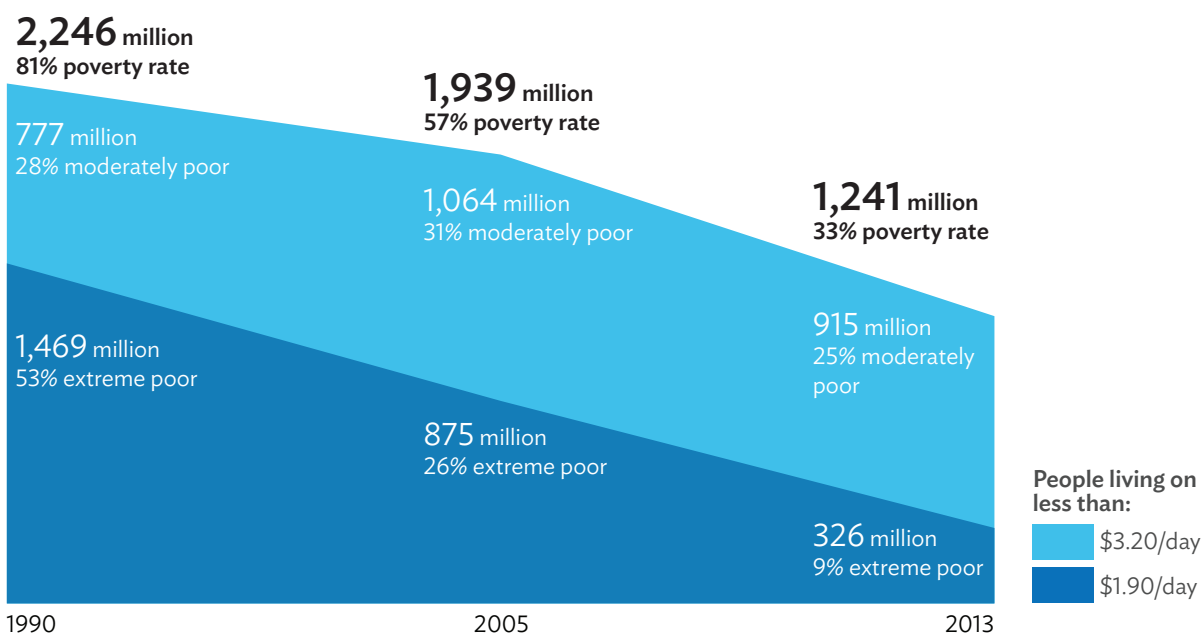 2,246 million
81% poverty rate
777 million
28% moderately poor
1,469 million
53% extreme poor
1,939 million
57% poverty rate
1,064 million
31% moderately poor
875 million
26% extreme poor
1,241 million
33% poverty rate
915 million
25% moderately
poor
326 million
9% extreme poor
People living on
less than:
$3.20/day
$1.90/day
1990
2005
2013